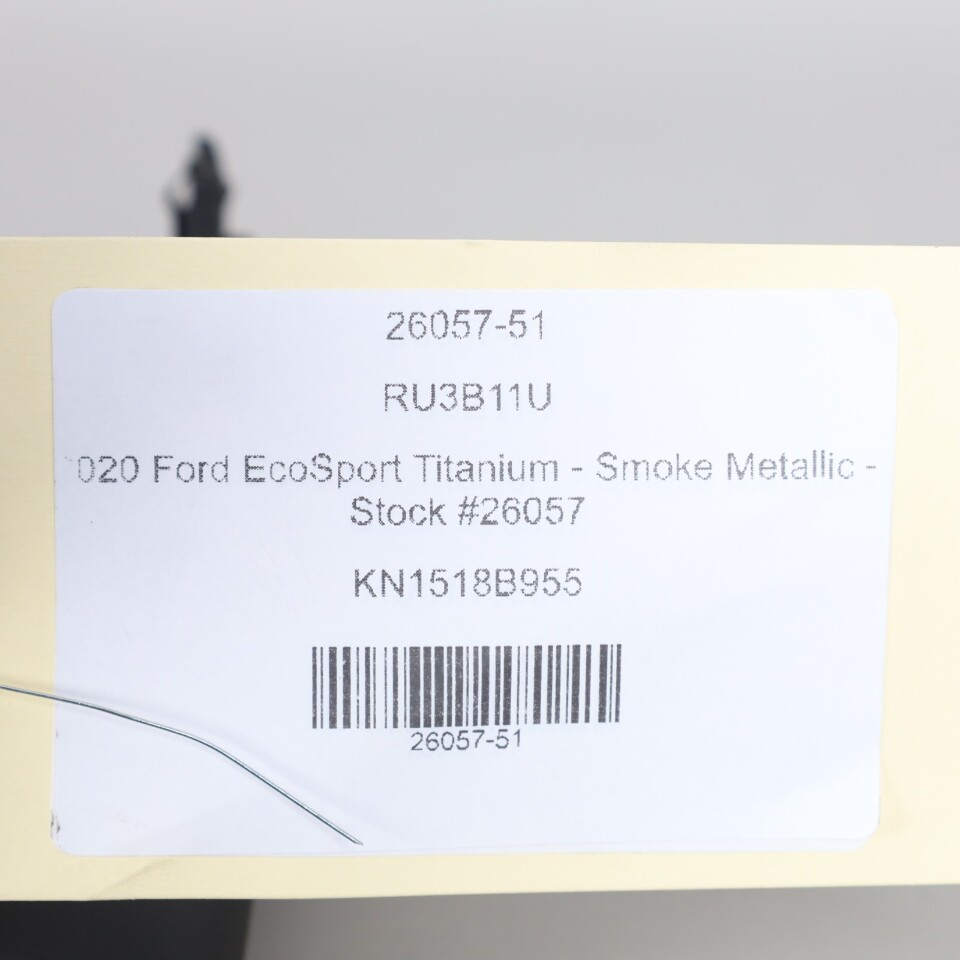 26057-51
RU3B11U
020 Ford EcoSport Titanium - Smoke Metallic -
Stock #26057
KN1518B955
26057-51